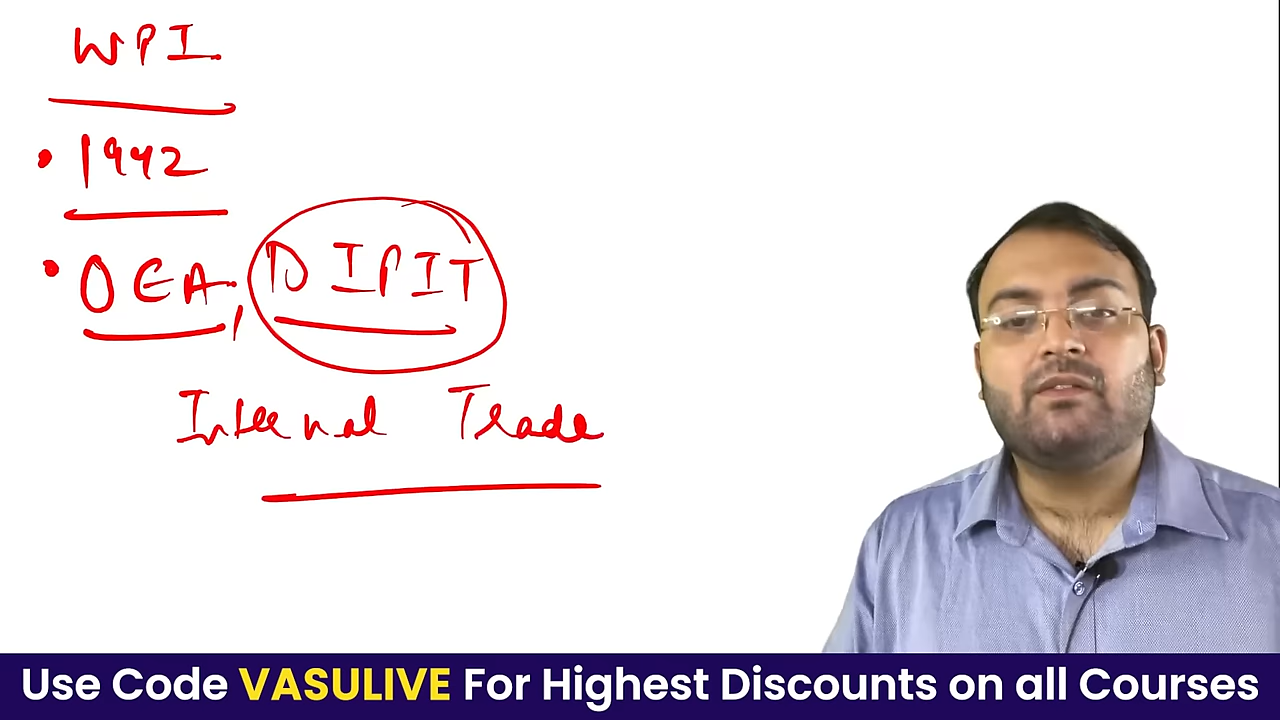 WPI.
• 1942
• OEA, DIPIT
Internal Trade
Use Code VASULIVE For Highest Discounts on all Courses